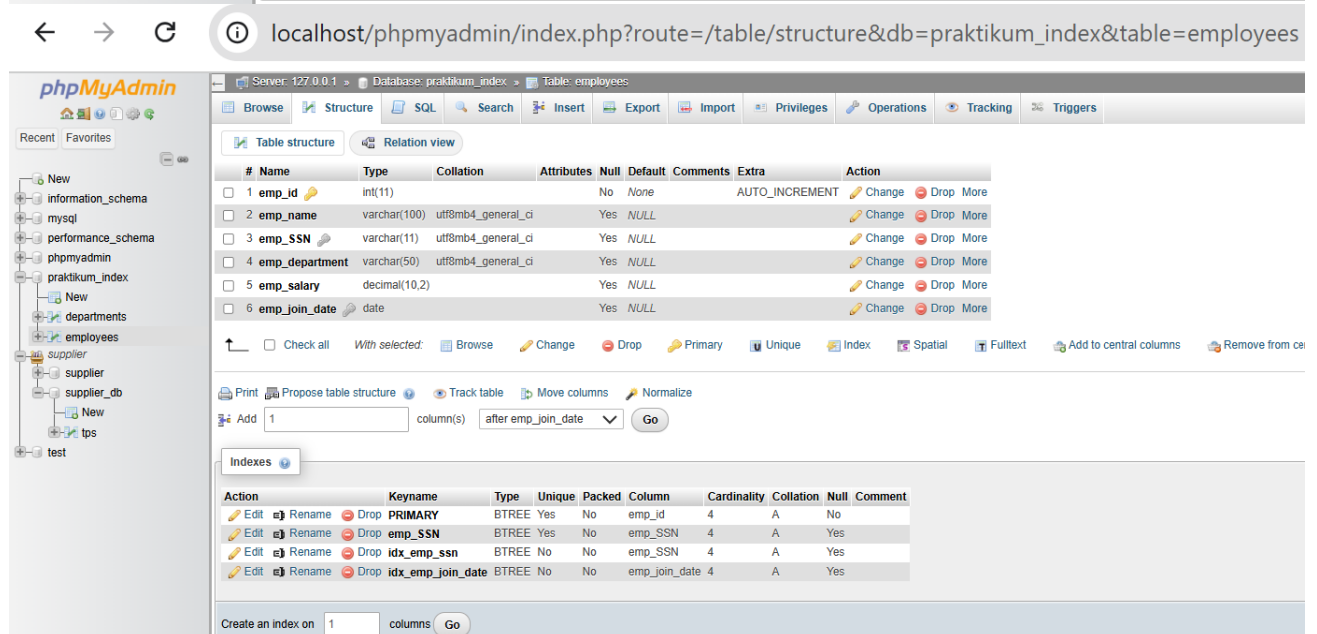 localhost/phpmyadmin/index.php?route=/table/structure&db=praktikum_index&table=employees
phpMyAdmin
Recent Favorites
New
information_schema
mysql
performance_schema
phpmyadmin
praktikum_index
New
departments
employees
supplier
supplier
supplier_db
New
tps
test
Server: 127.0.0.1 » Database: praktikum_index » Table: employees
Browse Structure SQL Search Insert Export Import Privileges Operations Tracking Triggers
Table structure Relation view
# Name Type Collation Attributes Null Default Comments Extra Action
1 emp_id int(11) No None AUTO_INCREMENT Change Drop More
2 emp_name varchar(100) utf8mb4_general_ci Yes NULL Change Drop More
3 emp_SSN varchar(11) utf8mb4_general_ci Yes NULL Change Drop More
4 emp_department varchar(50) utf8mb4_general_ci Yes NULL Change Drop More
5 emp_salary decimal(10,2) Yes NULL Change Drop More
6 emp_join_date date Yes NULL Change Drop More
Check all With selected: Browse Change Drop Primary Unique Index Spatial Fulltext Add to central columns Remove from ce
Print Propose table structure Track table Move columns Normalize
Add 1 column(s) after emp_join_date Go
Indexes
Action Keyname Type Unique Packed Column Cardinality Collation Null Comment
Edit Rename Drop PRIMARY BTREE Yes No emp_id 4 A No
Edit Rename Drop emp_SSN BTREE Yes No emp_SSN 4 A Yes
Edit Rename Drop idx_emp_ssn BTREE No No emp_SSN 4 A Yes
Edit Rename Drop idx_emp_join_date BTREE No No emp_join_date 4 A Yes
Create an index on 1 columns Go